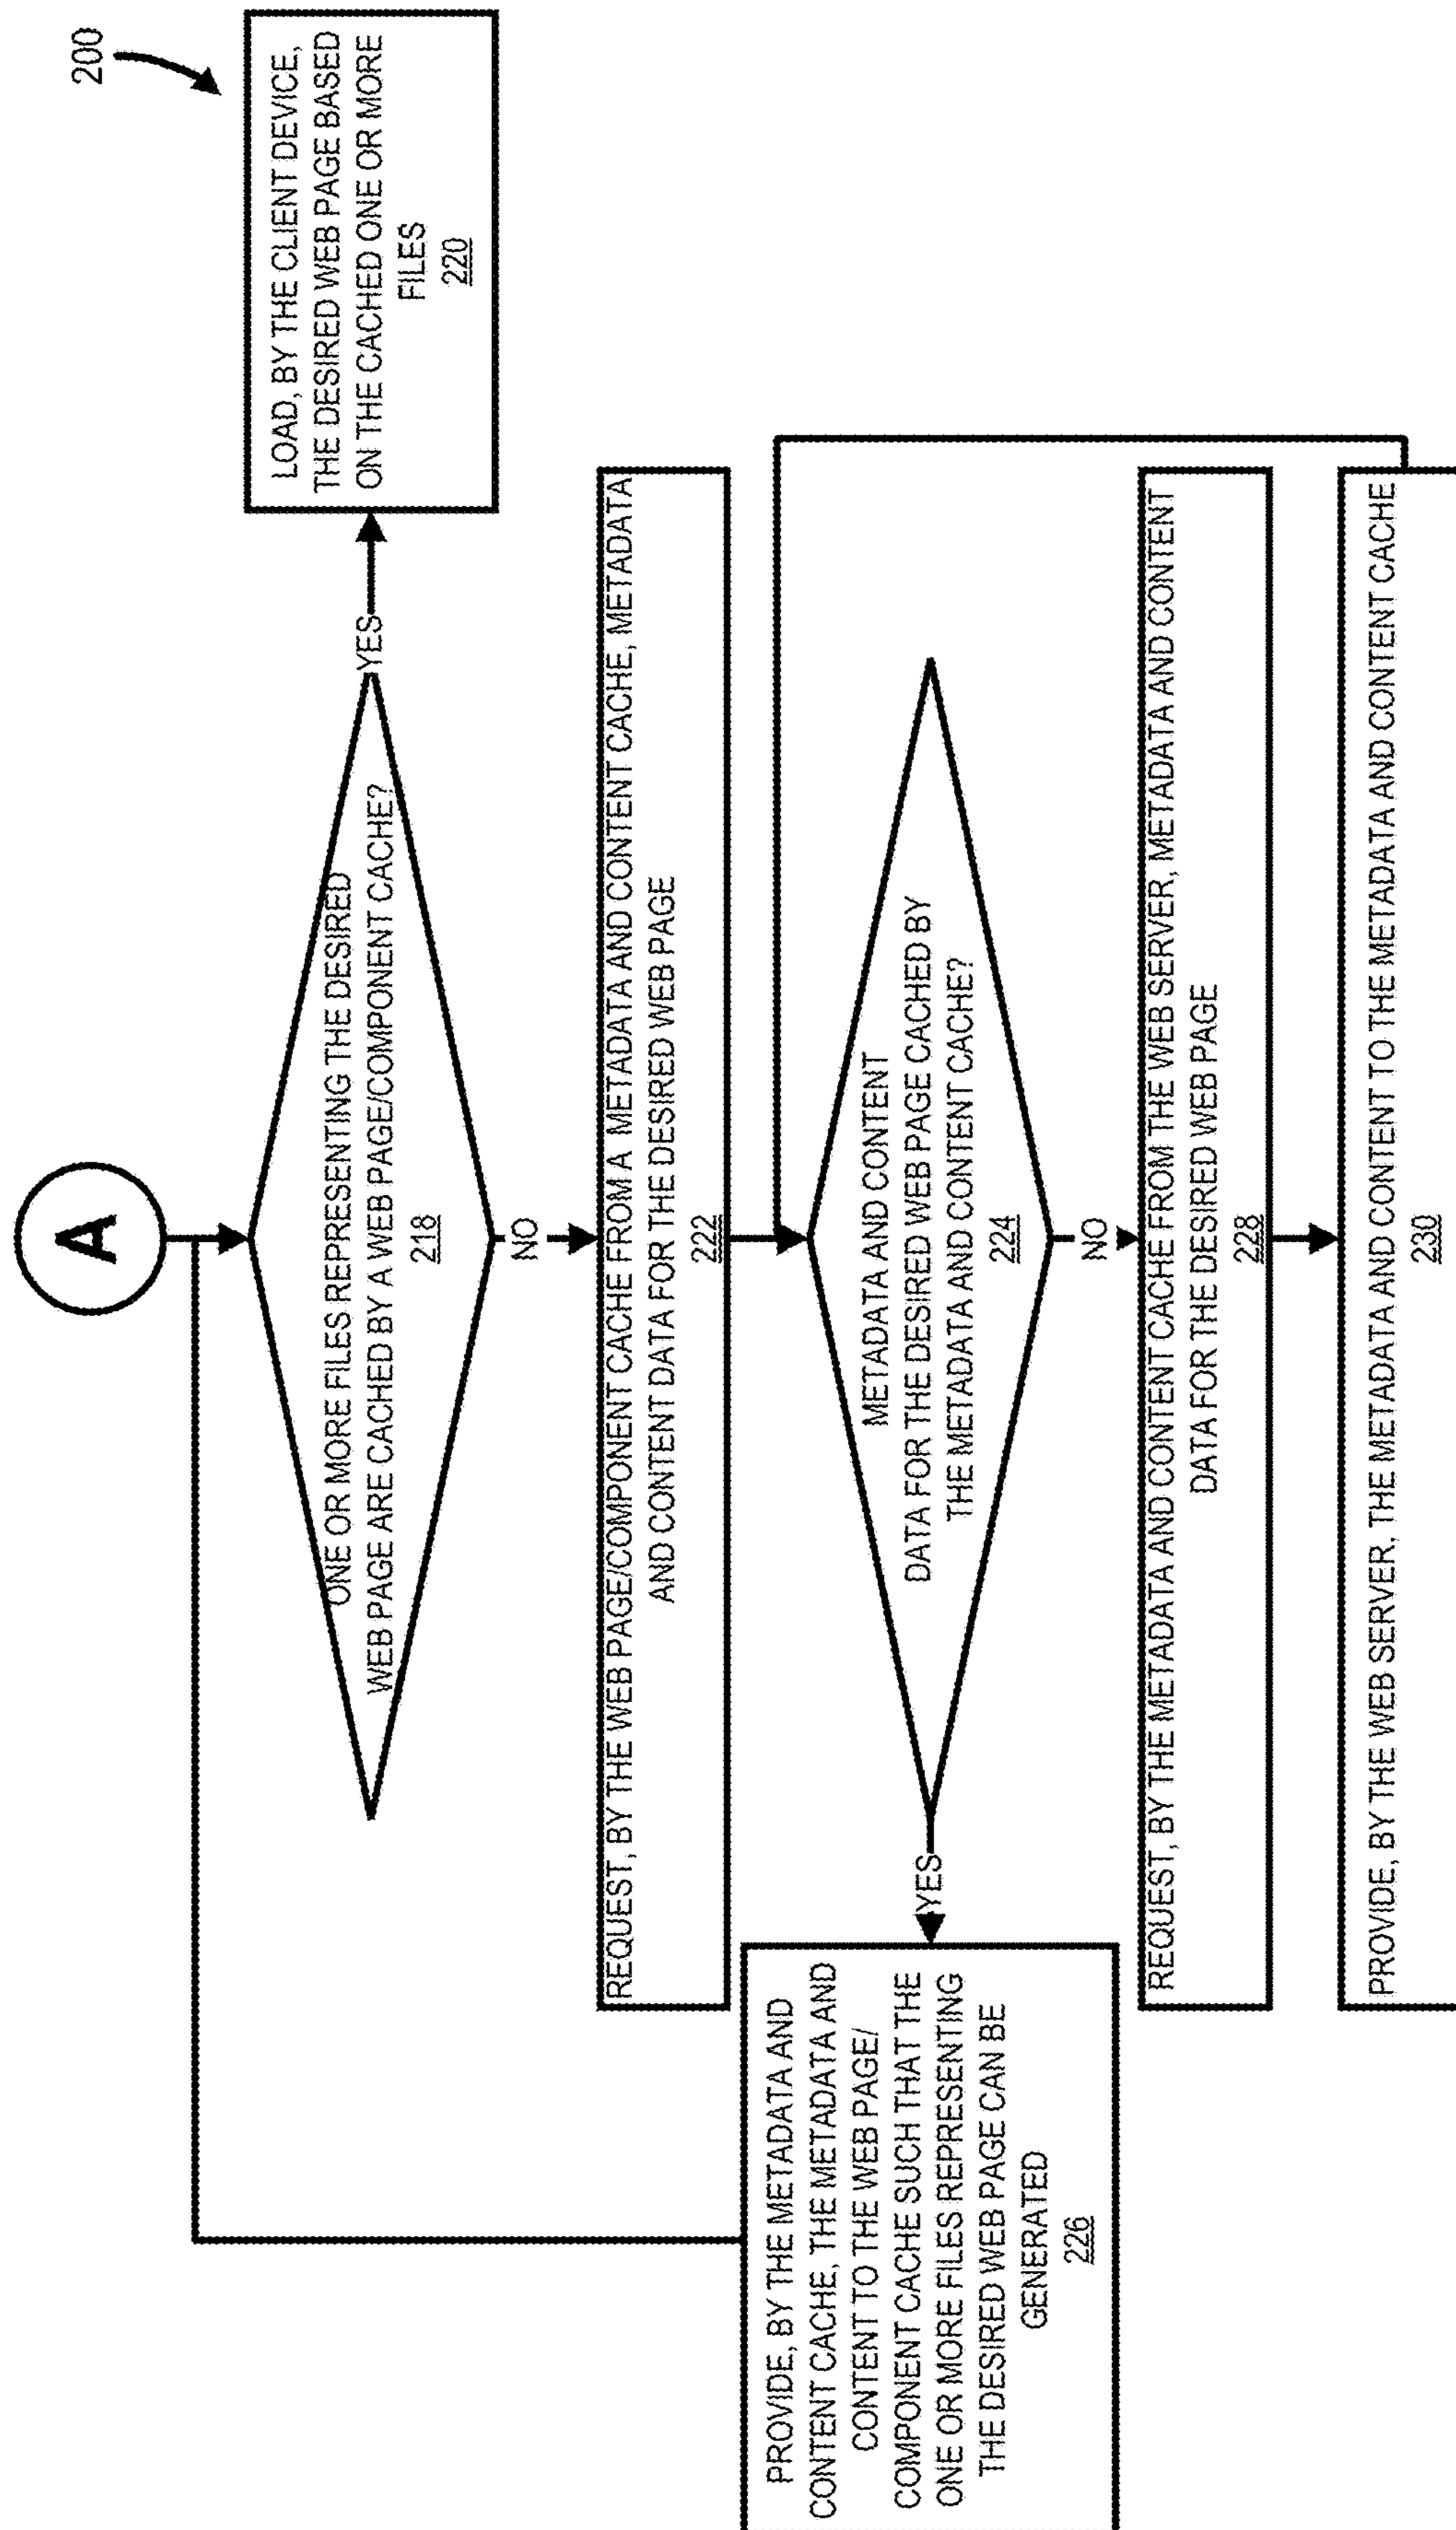 200
A
ONE OR MORE FILES REPRESENTING THE DESIRED
WEB PAGE ARE CACHED BY A WEB PAGE/COMPONENT CACHE?
218
YES
LOAD, BY THE CLIENT DEVICE,
THE DESIRED WEB PAGE BASED
ON THE CACHED ONE OR MORE
FILES
220
NO
REQUEST, BY THE WEB PAGE/COMPONENT CACHE FROM A METADATA AND CONTENT CACHE, METADATA
AND CONTENT DATA FOR THE DESIRED WEB PAGE
222
METADATA AND CONTENT
DATA FOR THE DESIRED WEB PAGE CACHED BY
THE METADATA AND CONTENT CACHE?
224
YES
PROVIDE, BY THE METADATA AND
CONTENT CACHE, THE METADATA AND
CONTENT TO THE WEB PAGE/
COMPONENT CACHE SUCH THAT THE
ONE OR MORE FILES REPRESENTING
THE DESIRED WEB PAGE CAN BE
GENERATED
226
NO
REQUEST, BY THE METADATA AND CONTENT CACHE FROM THE WEB SERVER, METADATA AND CONTENT
DATA FOR THE DESIRED WEB PAGE
228
PROVIDE, BY THE WEB SERVER, THE METADATA AND CONTENT TO THE METADATA AND CONTENT CACHE
230